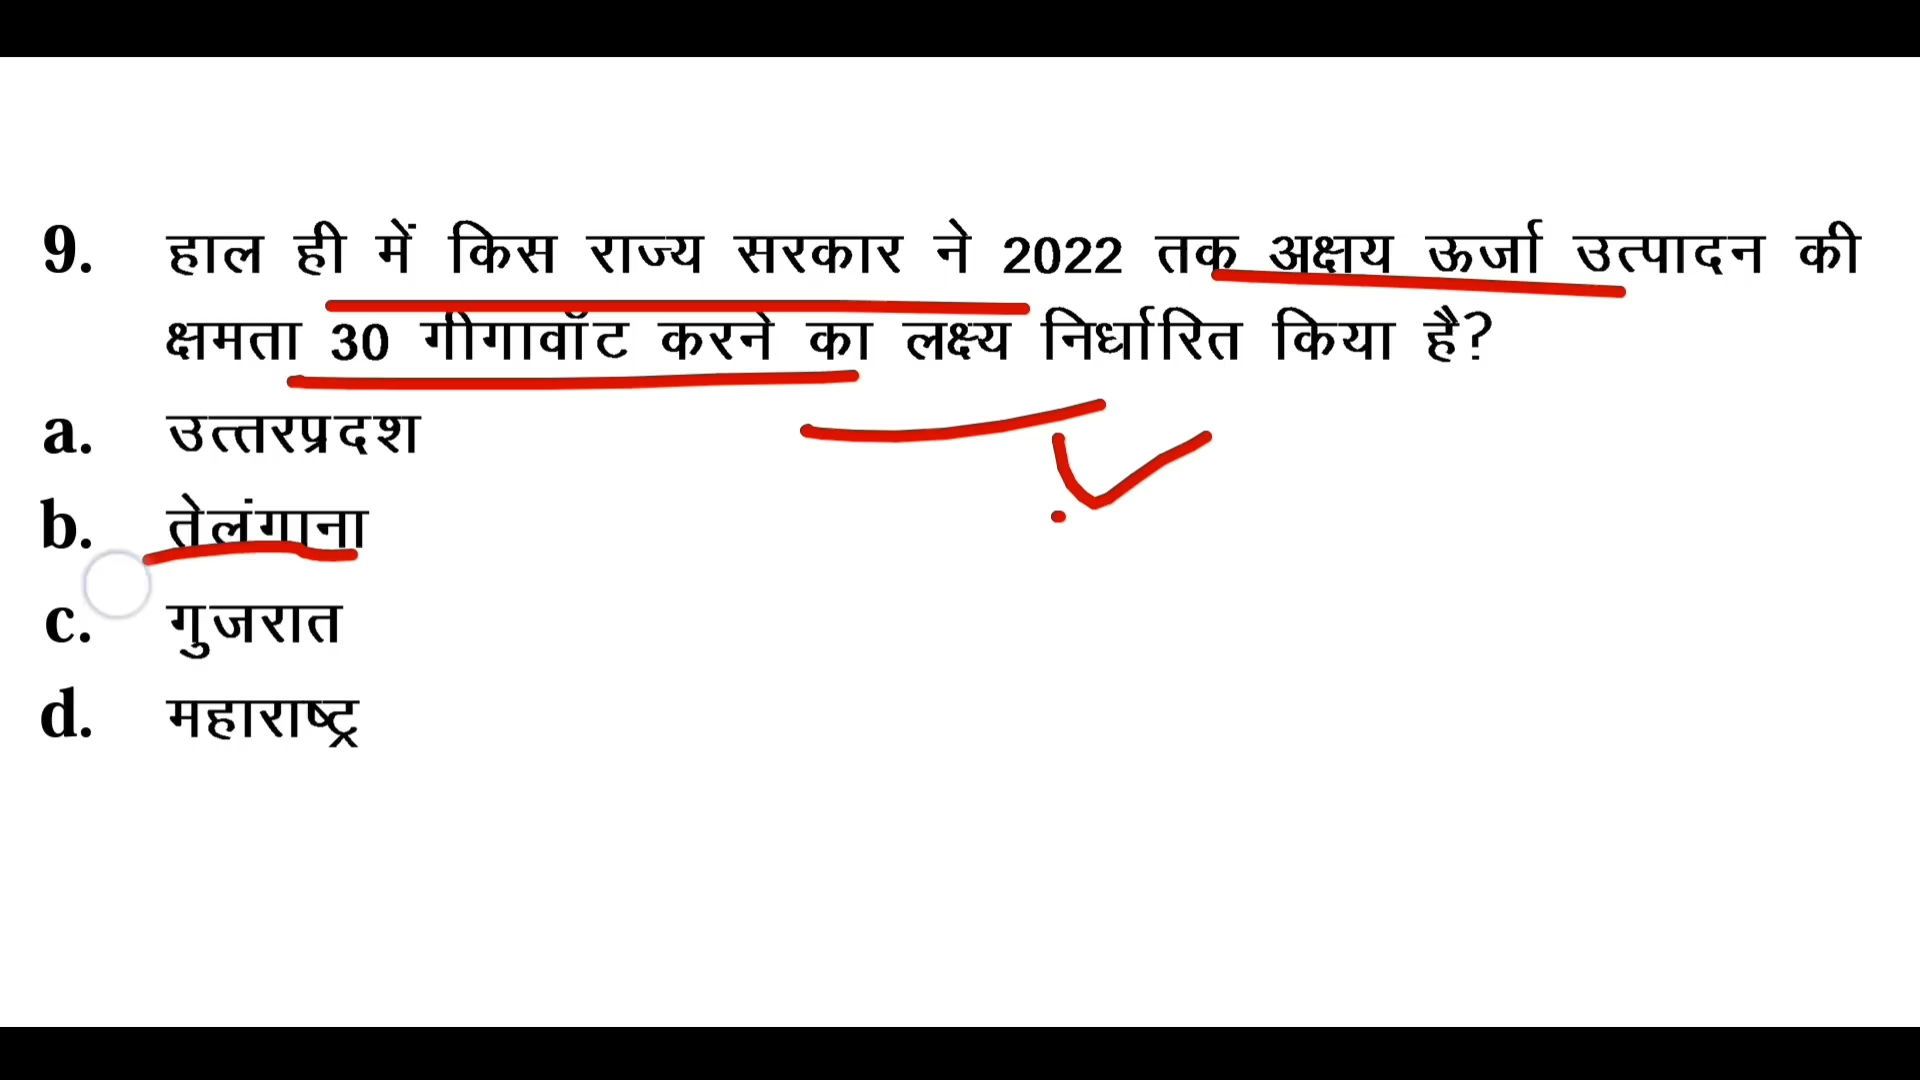 9. हाल ही में किस राज्य सरकार ने 2022 तक अक्षय ऊर्जा उत्पादन की
क्षमता 30 गीगावॉट करने का लक्ष्य निर्धारित किया है?
a. उत्तरप्रदश
b. तेलंगाना
c. गुजरात
d. महाराष्ट्र